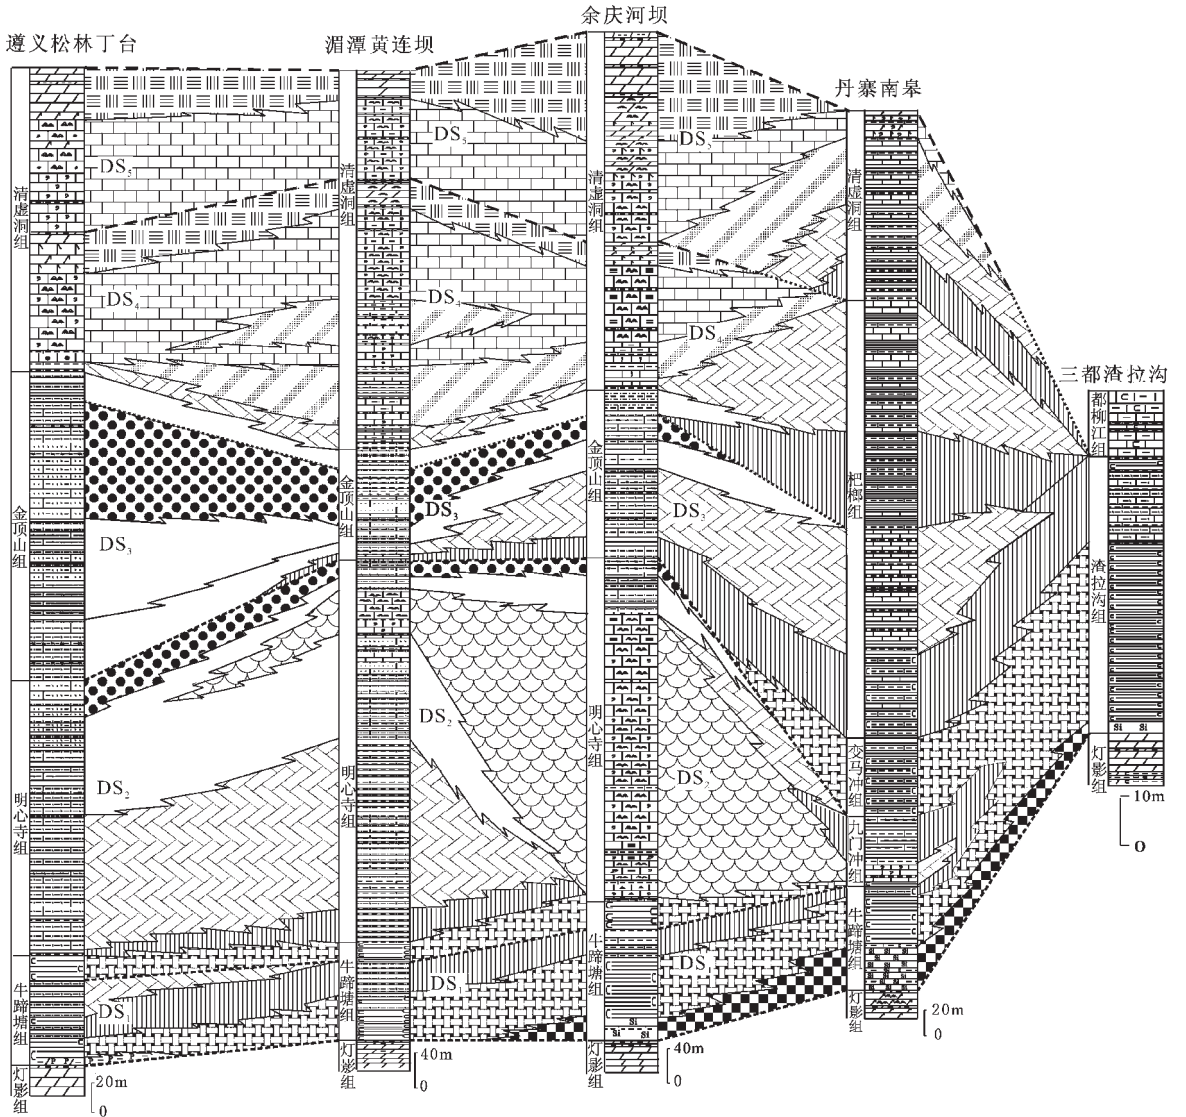 遵义松林丁台
湄潭黄连坝
余庆河坝
丹寨南皋
三都渣拉沟
清虚洞组
金顶山组
明心寺组
牛蹄塘组
灯影组
20m
0
DS5
DS4
DS3
DS2
DS1
清虚洞组
金顶山组
明心寺组
牛蹄塘组
灯影组
40m
0
DS5
DS4
DS3
DS2
DS1
清虚洞组
金顶山组
明心寺组
牛蹄塘组
灯影组
Si
Si Si
40m
0
DS5
DS4
DS2
DS2
DS
清虚洞组
杷榔组
变马冲组
九门冲组
牛蹄塘组
灯影组
20m
0
都柳江组
渣拉沟组
灯影组
Si Si
10m
O